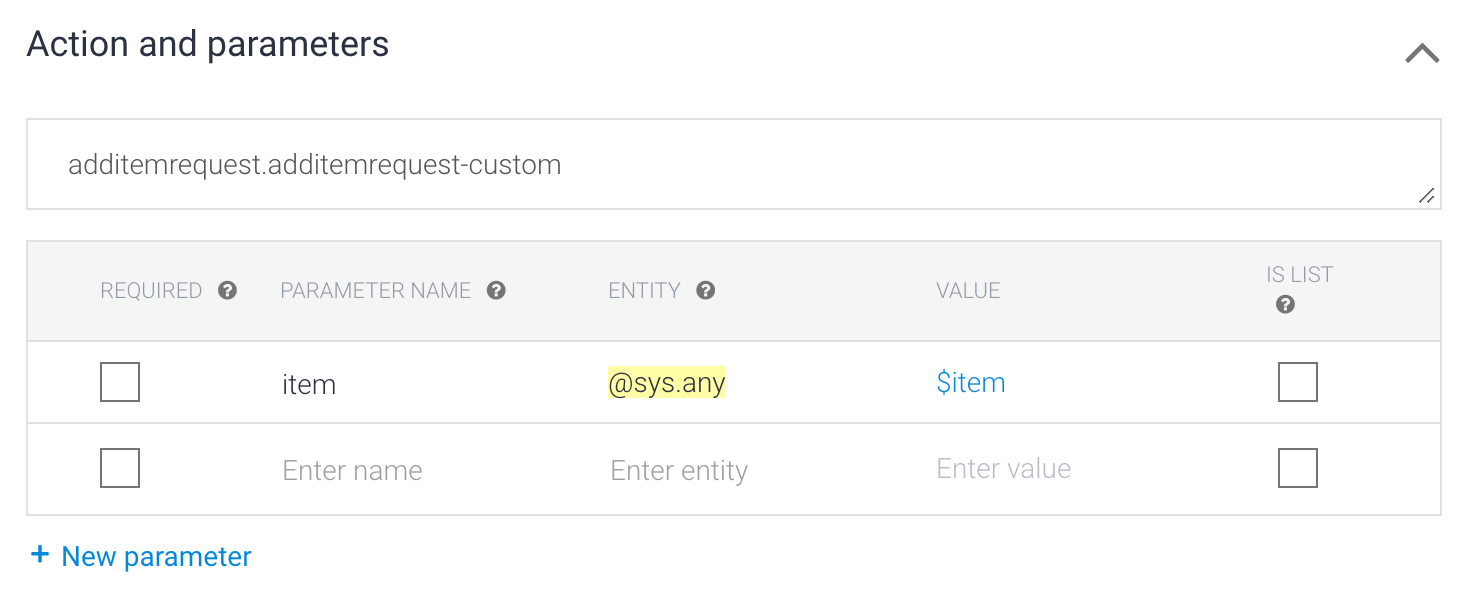 Action and parameters
additemrequest.additemrequest-custom
REQUIRED ? PARAMETER NAME ? ENTITY ? VALUE IS LIST ?
item @sys.any $item
Enter name Enter entity Enter value
+ New parameter